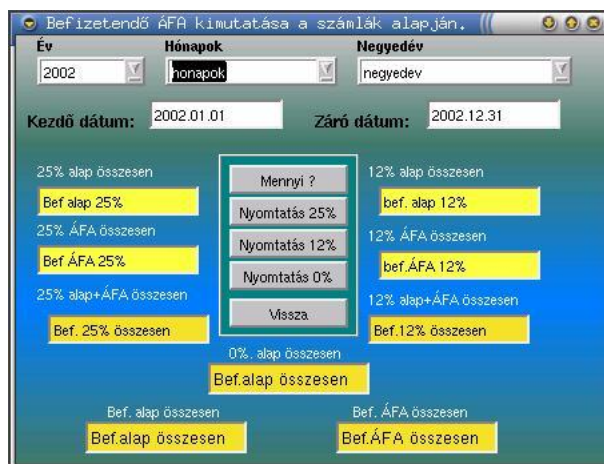 Befizetendő ÁFA kimutatása a számlák alapján.
Év Hónapok Negyedév
2002 honapok negyedev
Kezdő dátum: 2002.01.01 Záró dátum: 2002.12.31
25% alap összesen
Bef alap 25%
25% ÁFA összesen
Bef ÁFA 25%
25% alap+ÁFA összesen
Bef. 25% összesen
Mennyi ?
Nyomtatás 25%
Nyomtatás 12%
Nyomtatás 0%
Vissza
12% alap összesen
bef. alap 12%
12% ÁFA összesen
bef.ÁFA 12%
12% alap+ÁFA összesen
Bef.12% összesen
0%. alap összesen
Bef.alap összesen
Bef. alap összesen
Bef.alap összesen
Bef. ÁFA összesen
Bef.ÁFA összesen